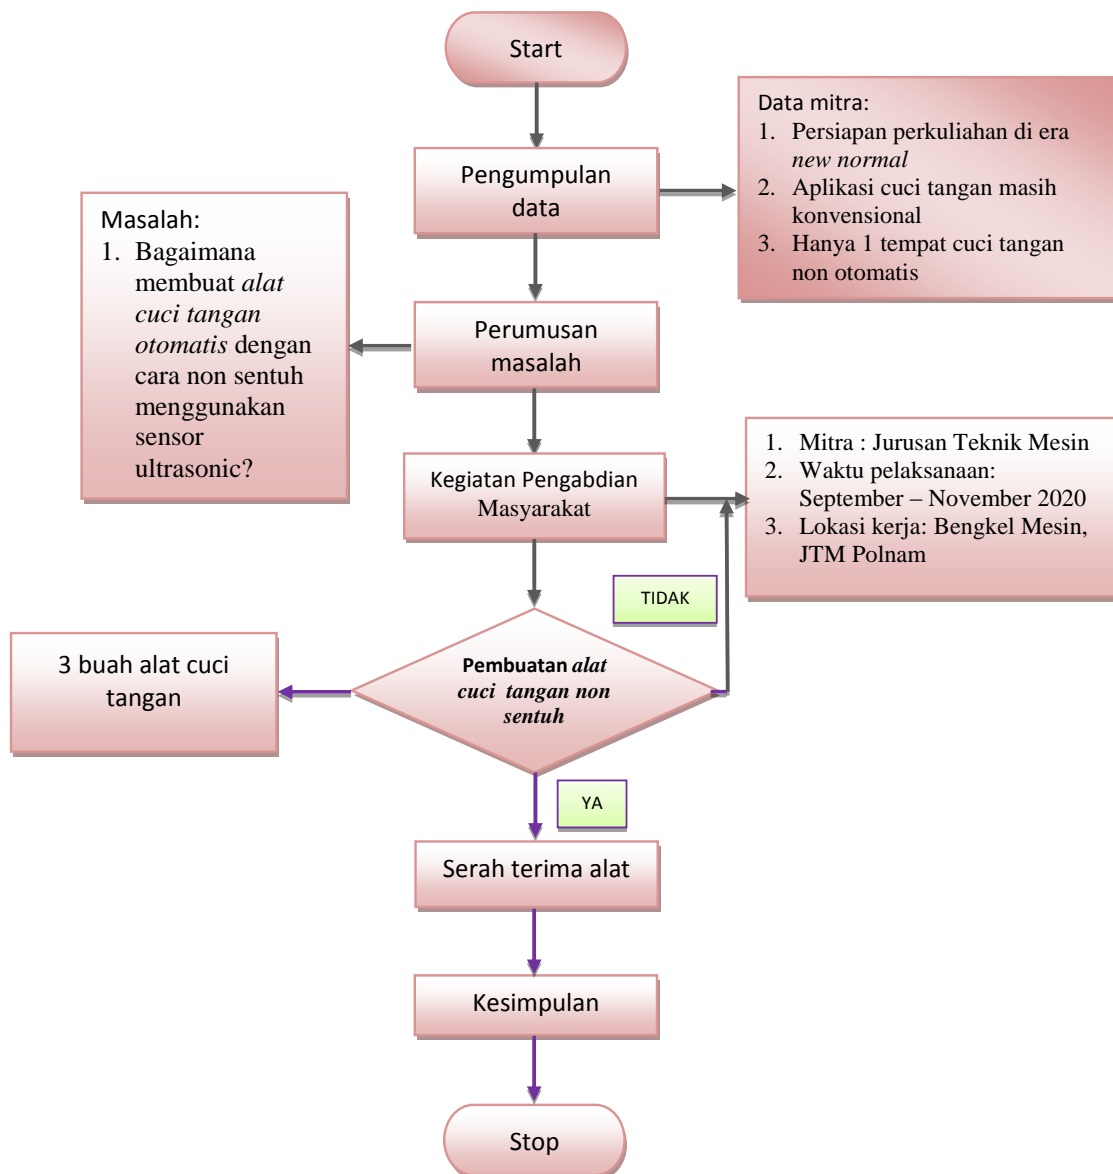 Start
Pengumpulan
data
Data mitra:
1. Persiapan perkuliahan di era
new normal
2. Aplikasi cuci tangan masih
konvensional
3. Hanya 1 tempat cuci tangan
non otomatis
Perumusan
masalah
Masalah:
1. Bagaimana
membuat alat
cuci tangan
otomatis dengan
cara non sentuh
menggunakan
sensor
ultrasonic?
Kegiatan Pengabdian
Masyarakat
1. Mitra : Jurusan Teknik Mesin
2. Waktu pelaksanaan:
September – November 2020
3. Lokasi kerja: Bengkel Mesin,
JTM Polnam
TIDAK
Pembuatan alat
cuci tangan non
sentuh
3 buah alat cuci
tangan
YA
Serah terima alat
Kesimpulan
Stop